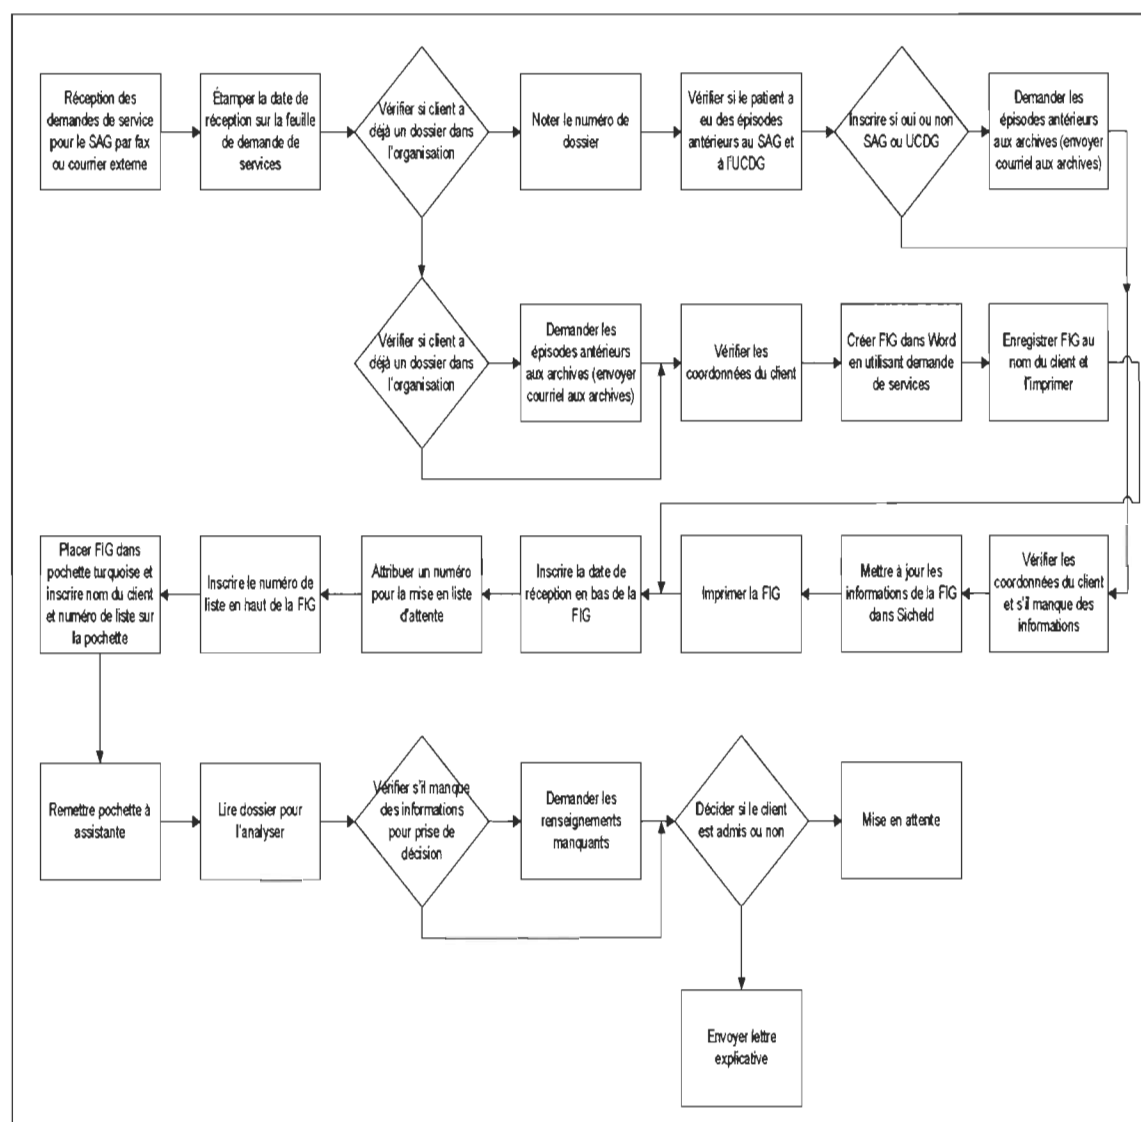 Réception des
demandes de service
pour le SAG par fax
ou courrier externe
Étamper la date de
réception sur la feuille
de demande de
services
Vérifier si client a
déjà un dossier dans
l'organisation
Noter le numéro de
dossier
Vérifier si le patient a
eu des épisodes
antérieurs au SAG et
à l'UCDG
Inscrire si oui ou non
SAG ou UCDG
Demander les
épisodes antérieurs
aux archives (envoyer
courriel aux archives)
Vérifier si client a
déjà un dossier dans
l'organisation
Demander les
épisodes antérieurs
aux archives (envoyer
courriel aux archives)
Vérifier les
coordonnées du client
Créer FIG dans Word
en utilisant demande
de services
Enregistrer FIG au
nom du client et
l'imprimer
Placer FIG dans
pochette turquoise et
inscrire nom du client
et numéro de liste sur
la pochette
Inscrire le numéro de
liste en haut de la FIG
Attribuer un numéro
pour la mise en liste
d'attente
Inscrire la date de
réception en bas de la
FIG
Imprimer la FIG
Mettre à jour les
informations de la FIG
dans Sicheld
Vérifier les
coordonnées du client
et s'il manque des
informations
Remettre pochette à
assistante
Lire dossier pour
l'analyser
Vérifier s'il manque
des informations
pour prise de
décision
Demander les
renseignements
manquants
Décider si le client
est admis ou non
Mise en attente
Envoyer lettre
explicative